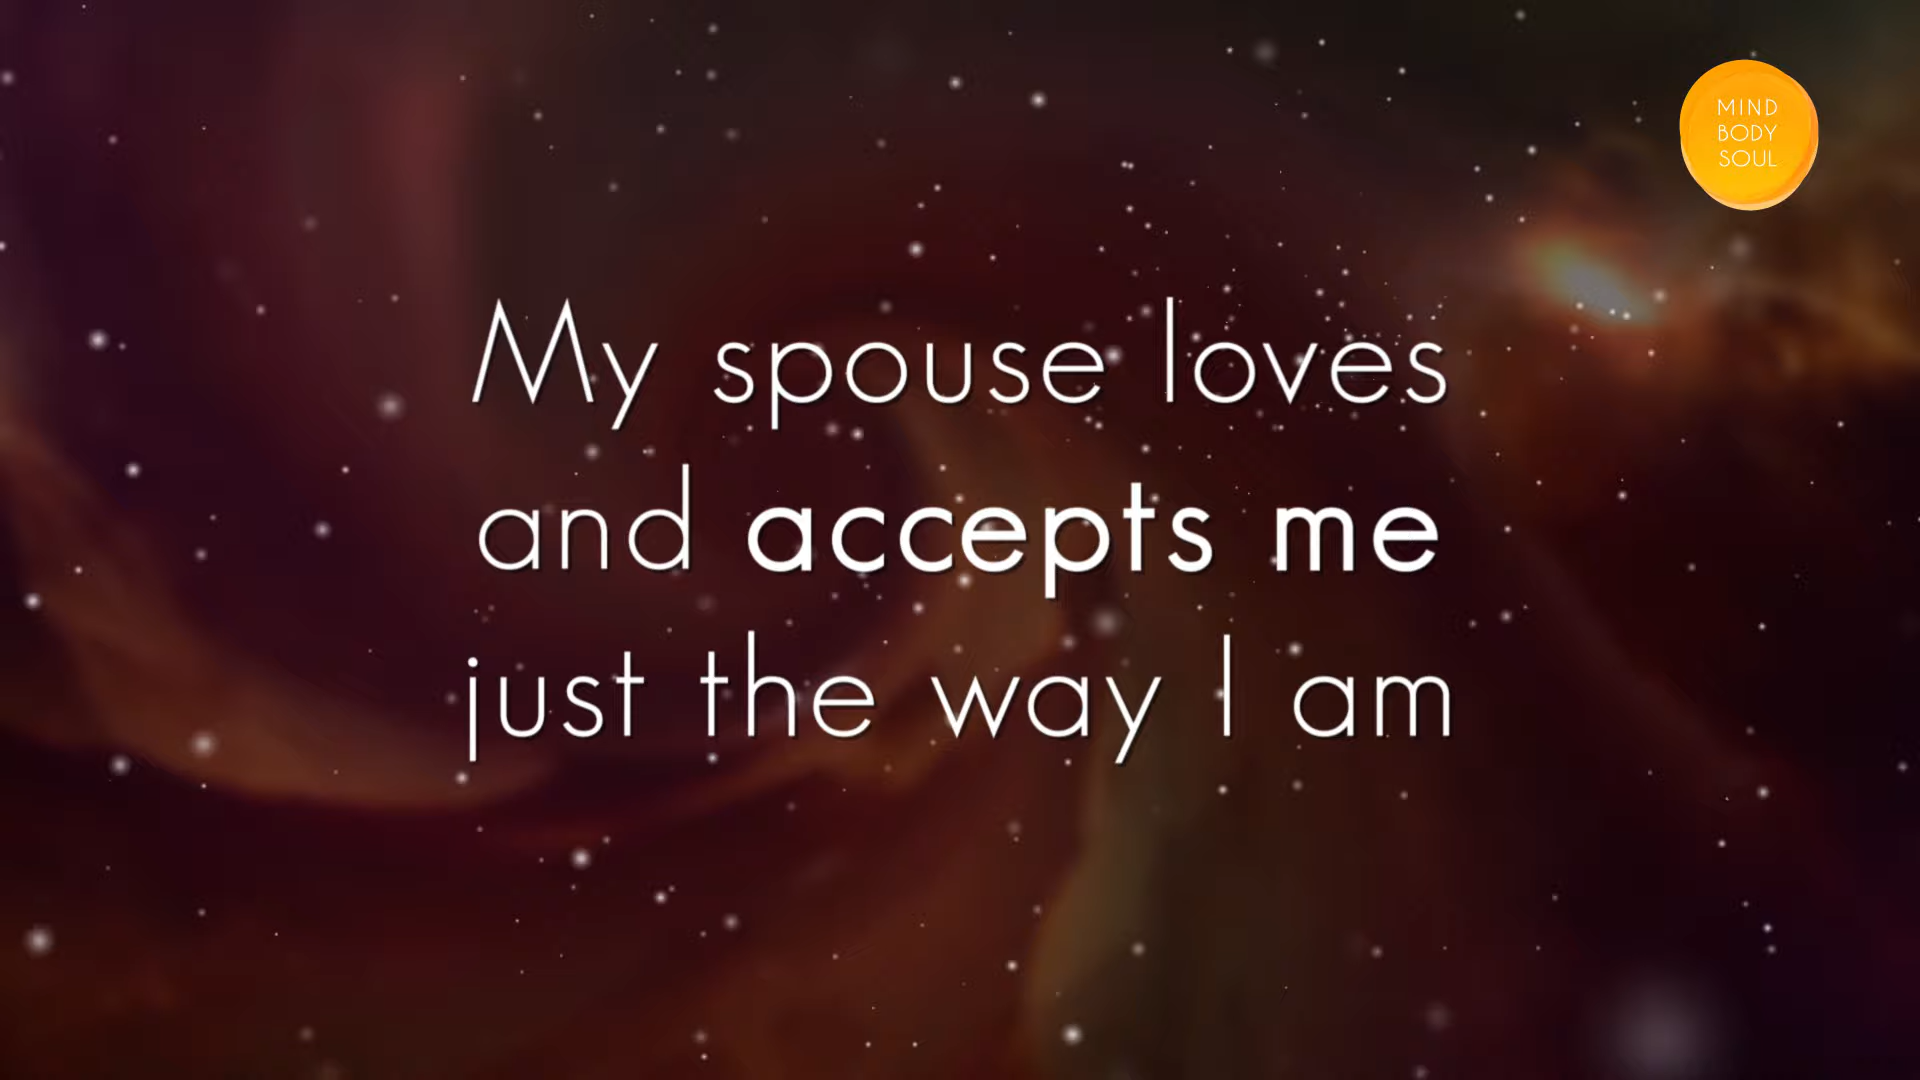 MIND
BODY
SOUL
My spouse loves
and accepts me
just the way I am